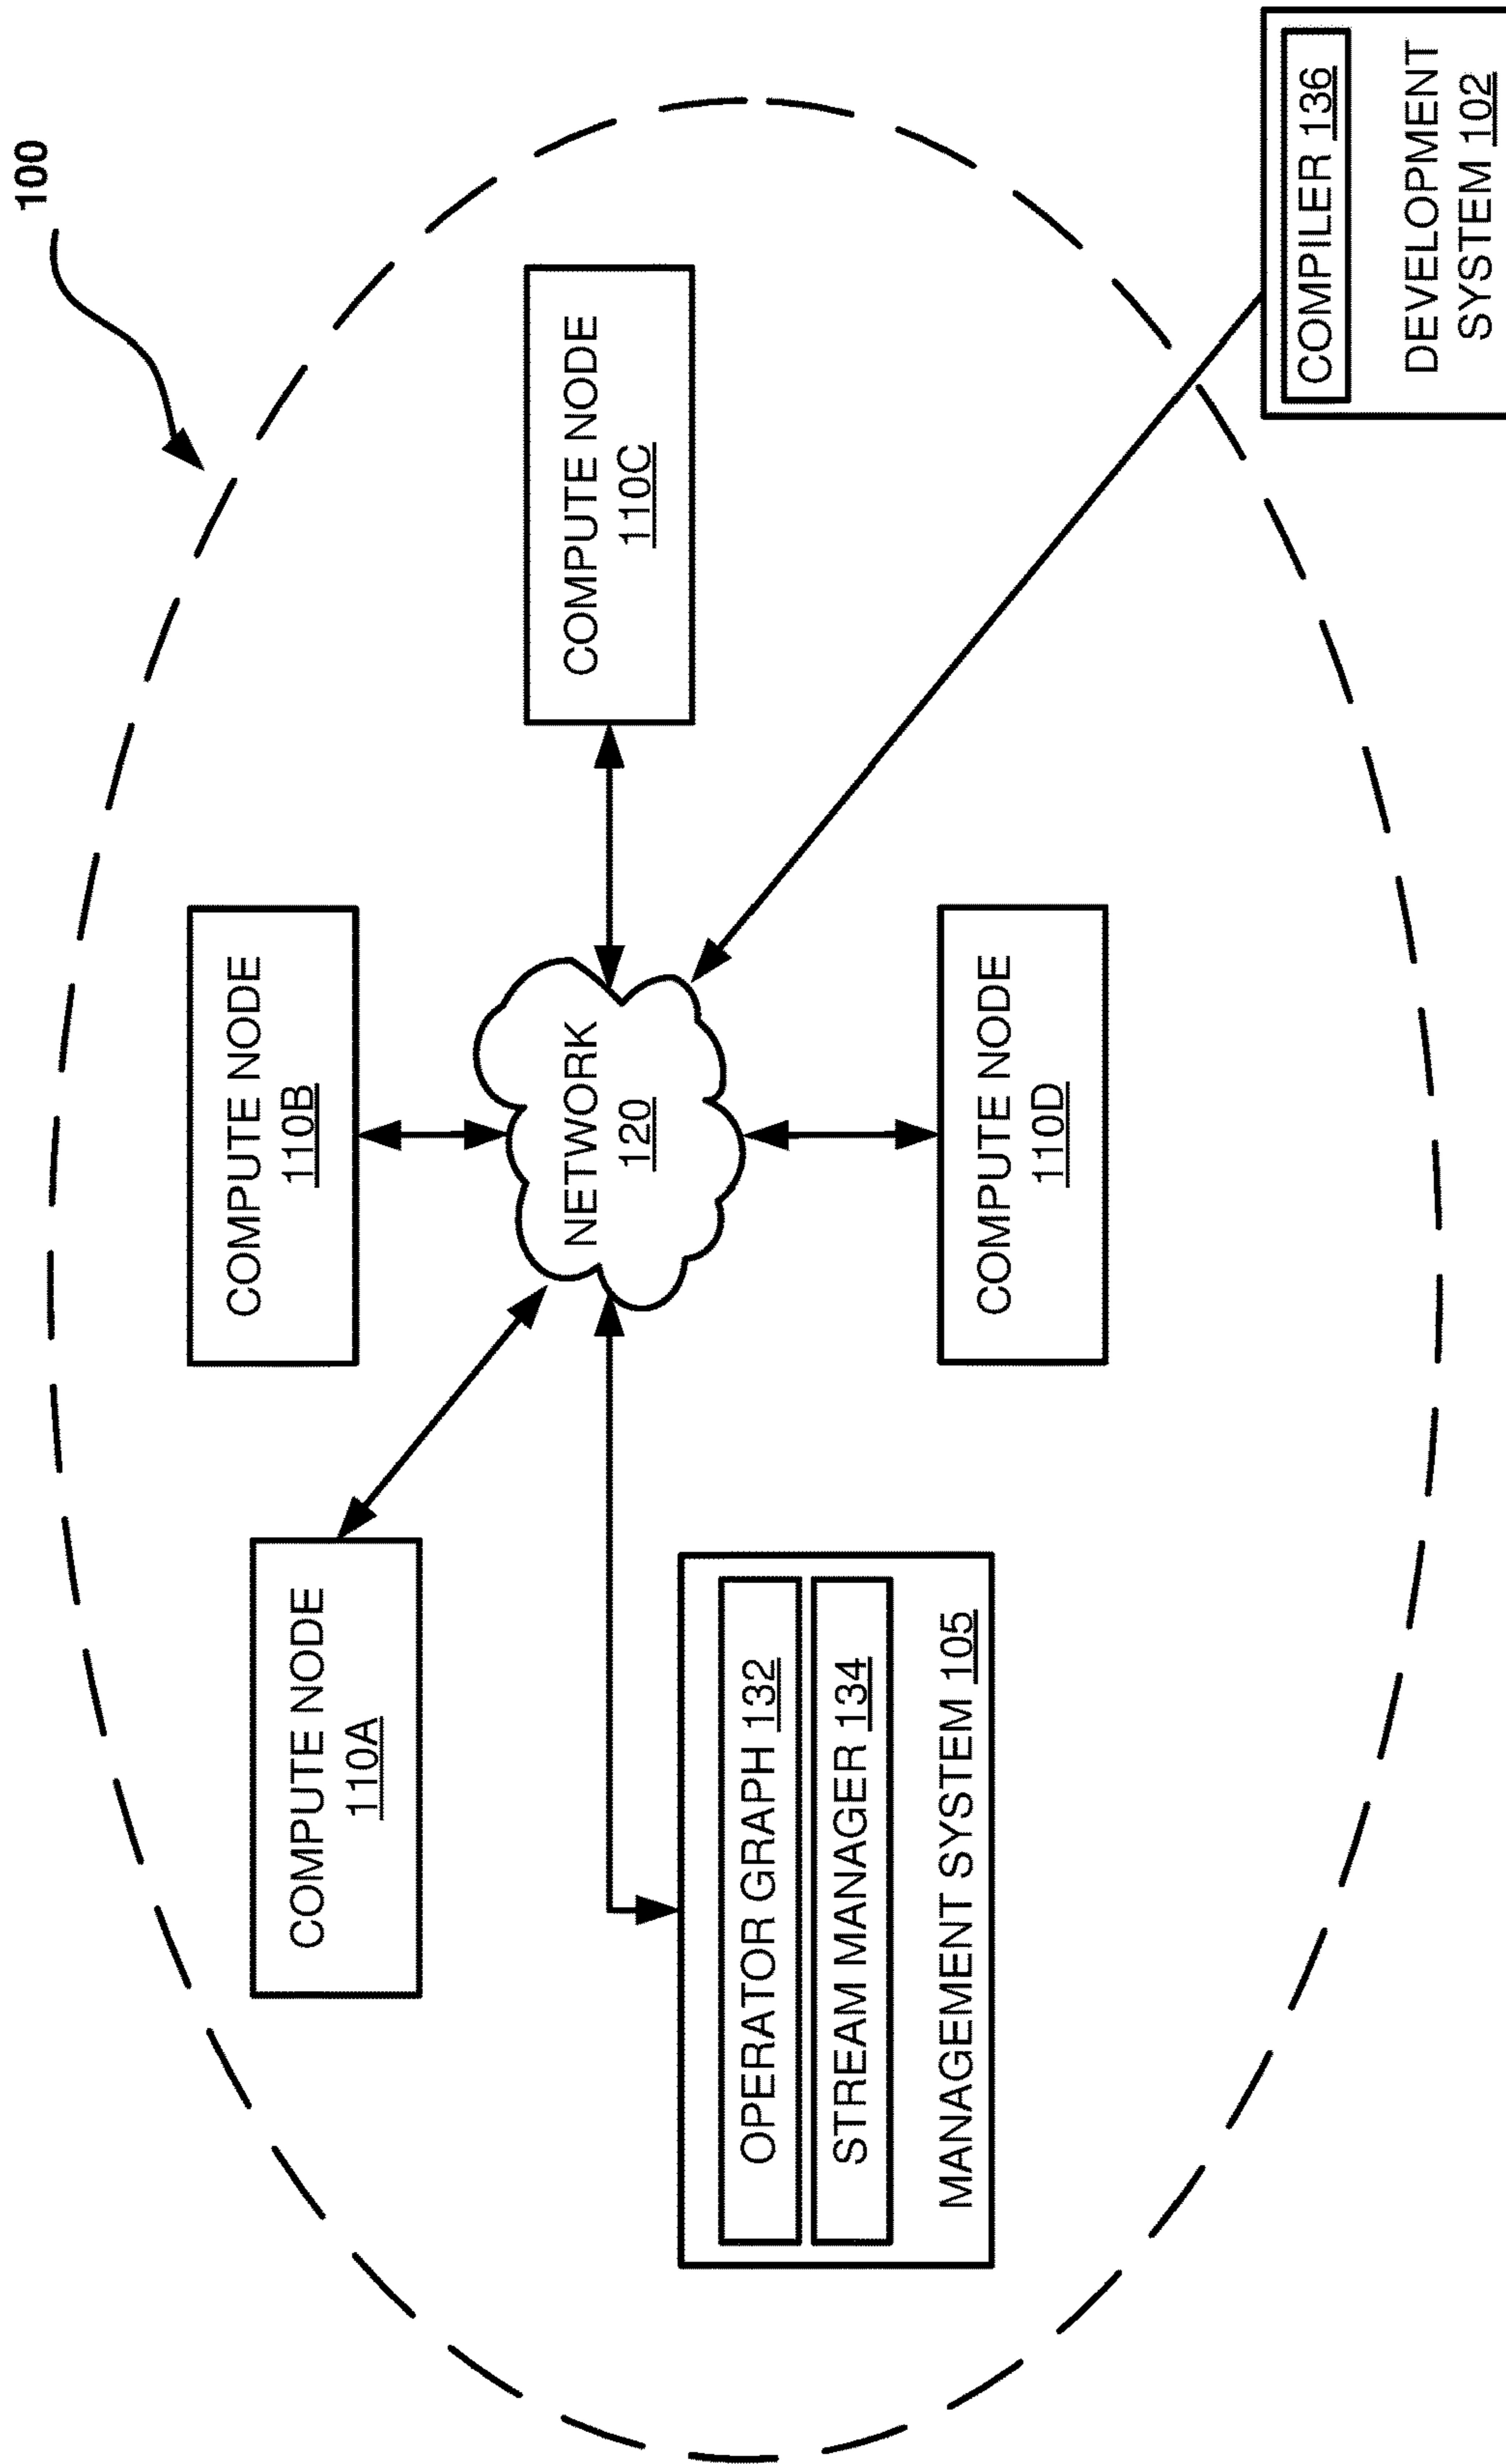 100
COMPUTE NODE
110B
COMPUTE NODE
110A
COMPUTE NODE
110C
NETWORK
120
OPERATOR GRAPH 132
STREAM MANAGER 134
MANAGEMENT SYSTEM 105
COMPUTE NODE
110D
COMPILER 136
DEVELOPMENT
SYSTEM 102